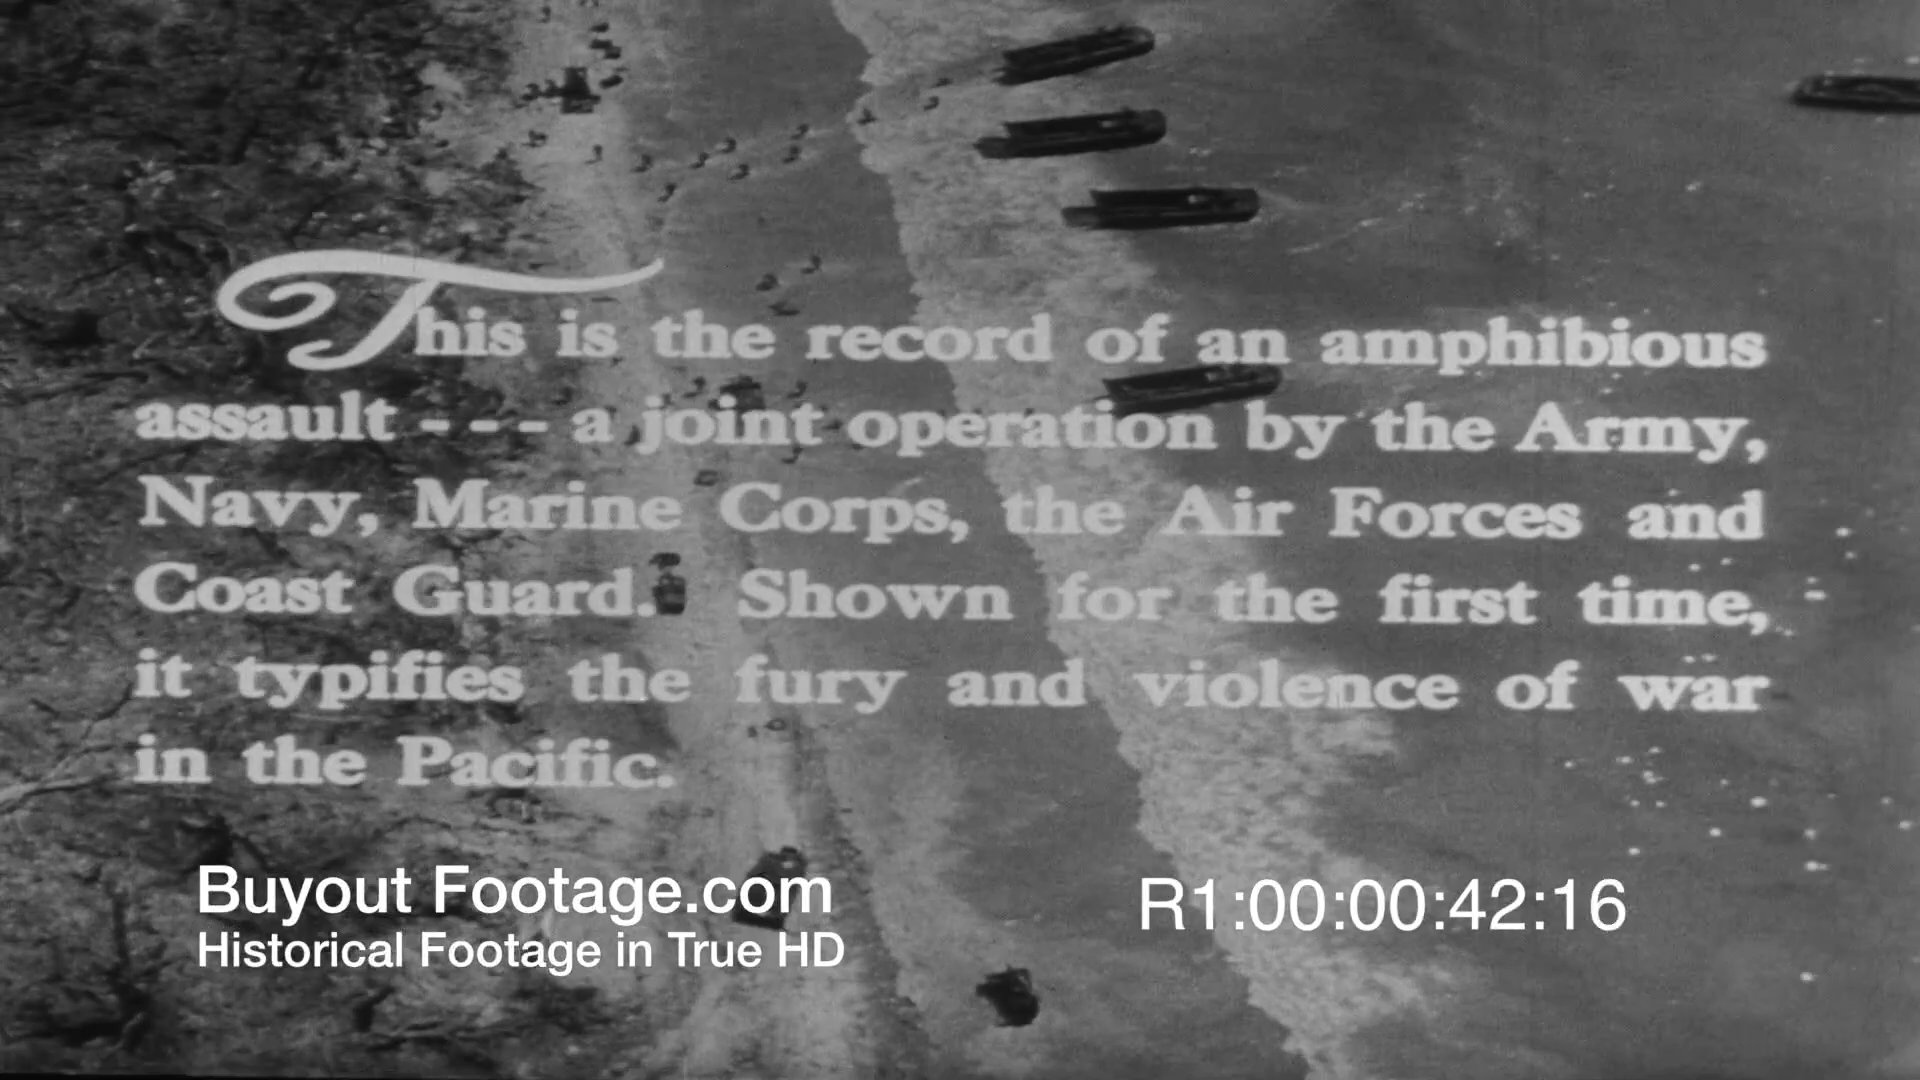 This is the record of an amphibious
assault - - - a joint operation by the Army,
Navy, Marine Corps, the Air Forces and
Coast Guard. Shown for the first time,
it typifies the fury and violence of war
in the Pacific.
Buyout Footage.com
Historical Footage in True HD
R1:00:00:42:16